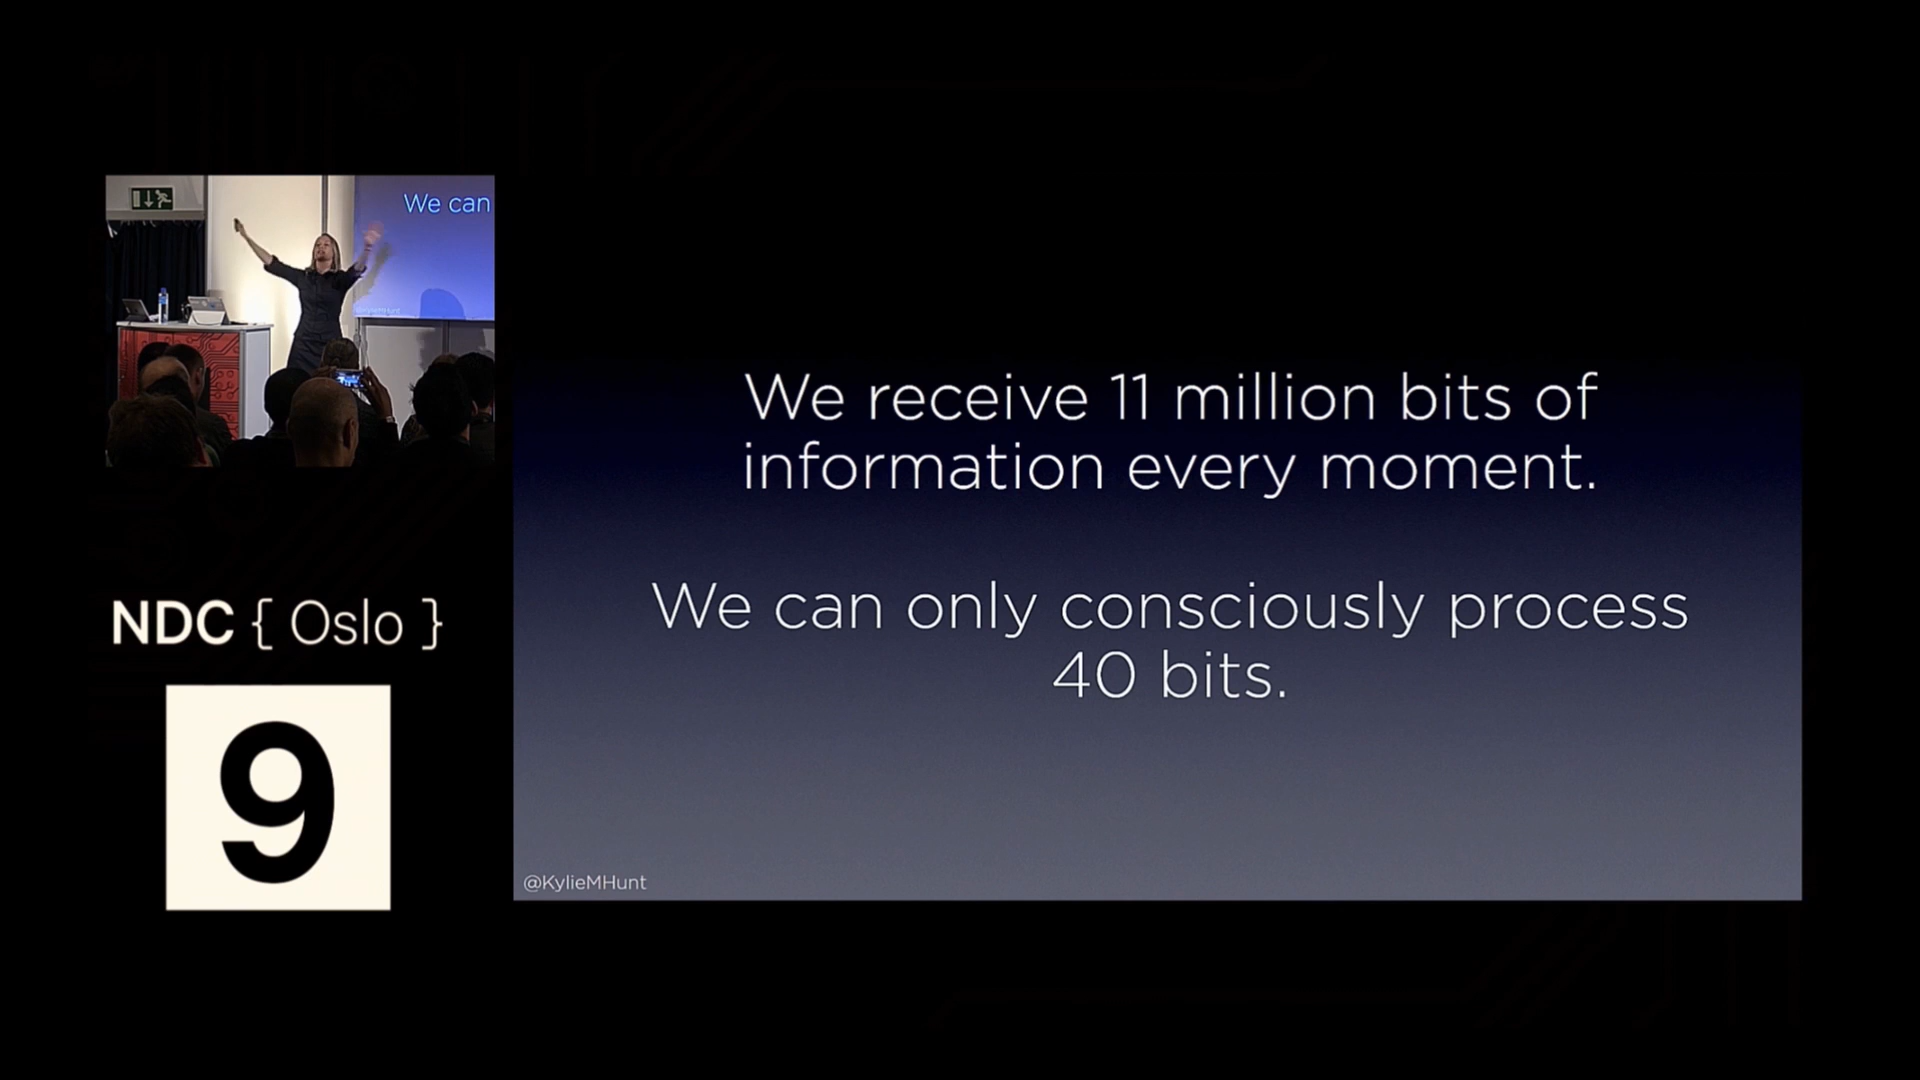 We can
NDC { Oslo }
9
We receive 11 million bits of
information every moment.
We can only consciously process
40 bits.
@KylieMHunt